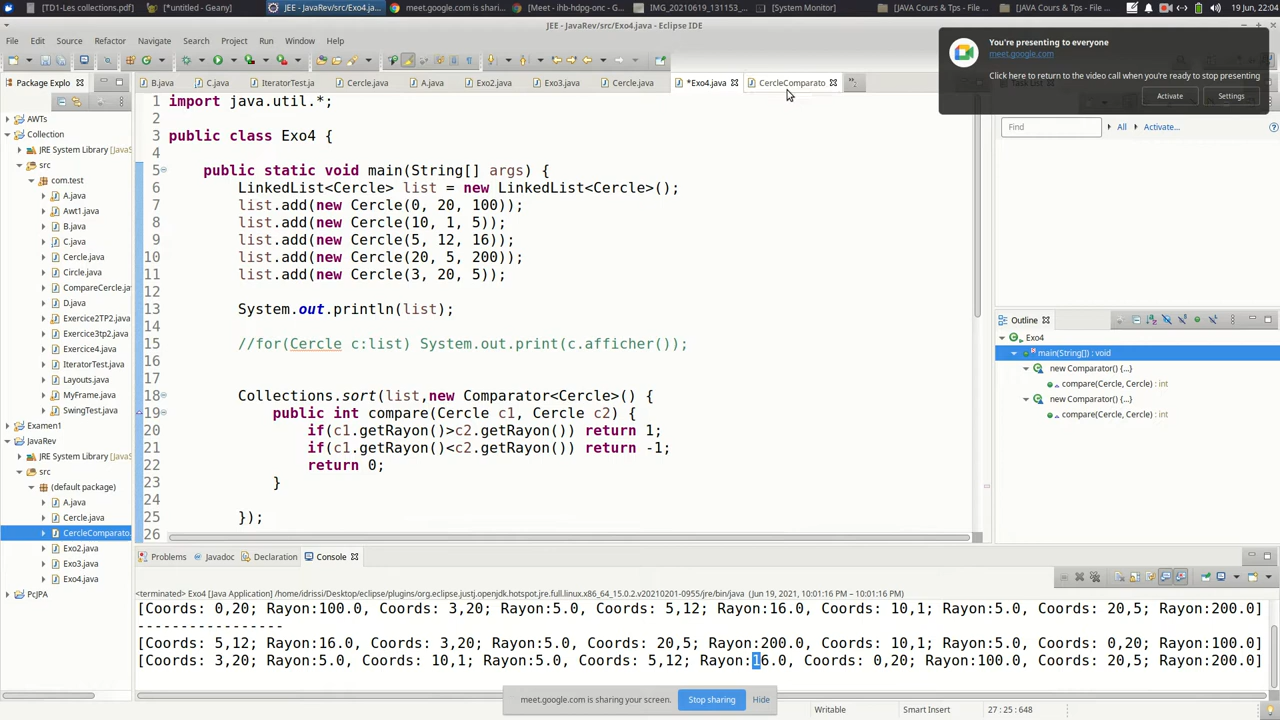 [TD1-Les collections.pdf]
*untitled* - Geany]
JEE - JavaRev/src/Exo4.ja...
meet.google.com is shari...
[Meet - ihb-hdpg-onc - G...
IMG_20210619_131153_...
[System Monitor]
[JAVA Cours & Tps - File ...
[JAVA Cours & Tps - File ...
19 Jun, 22:04
JEE - JavaRev/src/Exo4.java - Eclipse IDE
File Edit Source Refactor Navigate Search Project Run Window Help
You're presenting to everyone
meet.google.com
Click here to return to the video call when you're ready to stop presenting
Activate Settings
Package Explo
B.java C.java IteratorTest.ja Cercle.java A.java Exo2.java Exo3.java Cercle.java *Exo4.java CercleComparato
Find All Activate...
AWTs
Collection
JRE System Library [JavaS
src
com.test
A.java
Awt1.java
B.java
C.java
Cercle.java
Circle.java
CompareCercle.java
D.java
Exercice2TP2.java
Exercice3tp2.java
Exercice4.java
IteratorTest.java
Layouts.java
MyFrame.java
SwingTest.java
Examen1
JavaRev
JRE System Library [JavaS
src
(default package)
A.java
Cercle.java
CercleComparato.
Exo2.java
Exo3.java
Exo4.java
PcJPA
1 import java.util.*;
2
3 public class Exo4 {
4
5 public static void main(String[] args) {
6 LinkedList<Cercle> list = new LinkedList<Cercle>();
7 list.add(new Cercle(0, 20, 100));
8 list.add(new Cercle(10, 1, 5));
9 list.add(new Cercle(5, 12, 16));
10 list.add(new Cercle(20, 5, 200));
11 list.add(new Cercle(3, 20, 5));
12
13 System.out.println(list);
14
15 //for(Cercle c:list) System.out.print(c.afficher());
16
17
18 Collections.sort(list,new Comparator<Cercle>() {
19 public int compare(Cercle c1, Cercle c2) {
20 if(c1.getRayon()>c2.getRayon()) return 1;
21 if(c1.getRayon()<c2.getRayon()) return -1;
22 return 0;
23 }
24
25 });
26
Outline
Exo4
main(String[]) : void
new Comparator() {...}
compare(Cercle, Cercle) : int
new Comparator() {...}
compare(Cercle, Cercle) : int
Problems Javadoc Declaration Console
<terminated> Exo4 [Java Application] /home/idrissi/Desktop/eclipse/plugins/org.eclipse.justj.openjdk.hotspot.jre.full.linux.x86_64_15.0.2.v20210201-0955/jre/bin/java (Jun 19, 2021, 10:01:16 PM – 10:01:16 PM)
[Coords: 0,20; Rayon:100.0, Coords: 3,20; Rayon:5.0, Coords: 5,12; Rayon:16.0, Coords: 10,1; Rayon:5.0, Coords: 20,5; Rayon:200.0]
-----------------
[Coords: 5,12; Rayon:16.0, Coords: 3,20; Rayon:5.0, Coords: 20,5; Rayon:200.0, Coords: 10,1; Rayon:5.0, Coords: 0,20; Rayon:100.0]
[Coords: 3,20; Rayon:5.0, Coords: 10,1; Rayon:5.0, Coords: 5,12; Rayon:16.0, Coords: 0,20; Rayon:100.0, Coords: 20,5; Rayon:200.0]
meet.google.com is sharing your screen. Stop sharing Hide
Writable Smart Insert 27 : 25 : 648